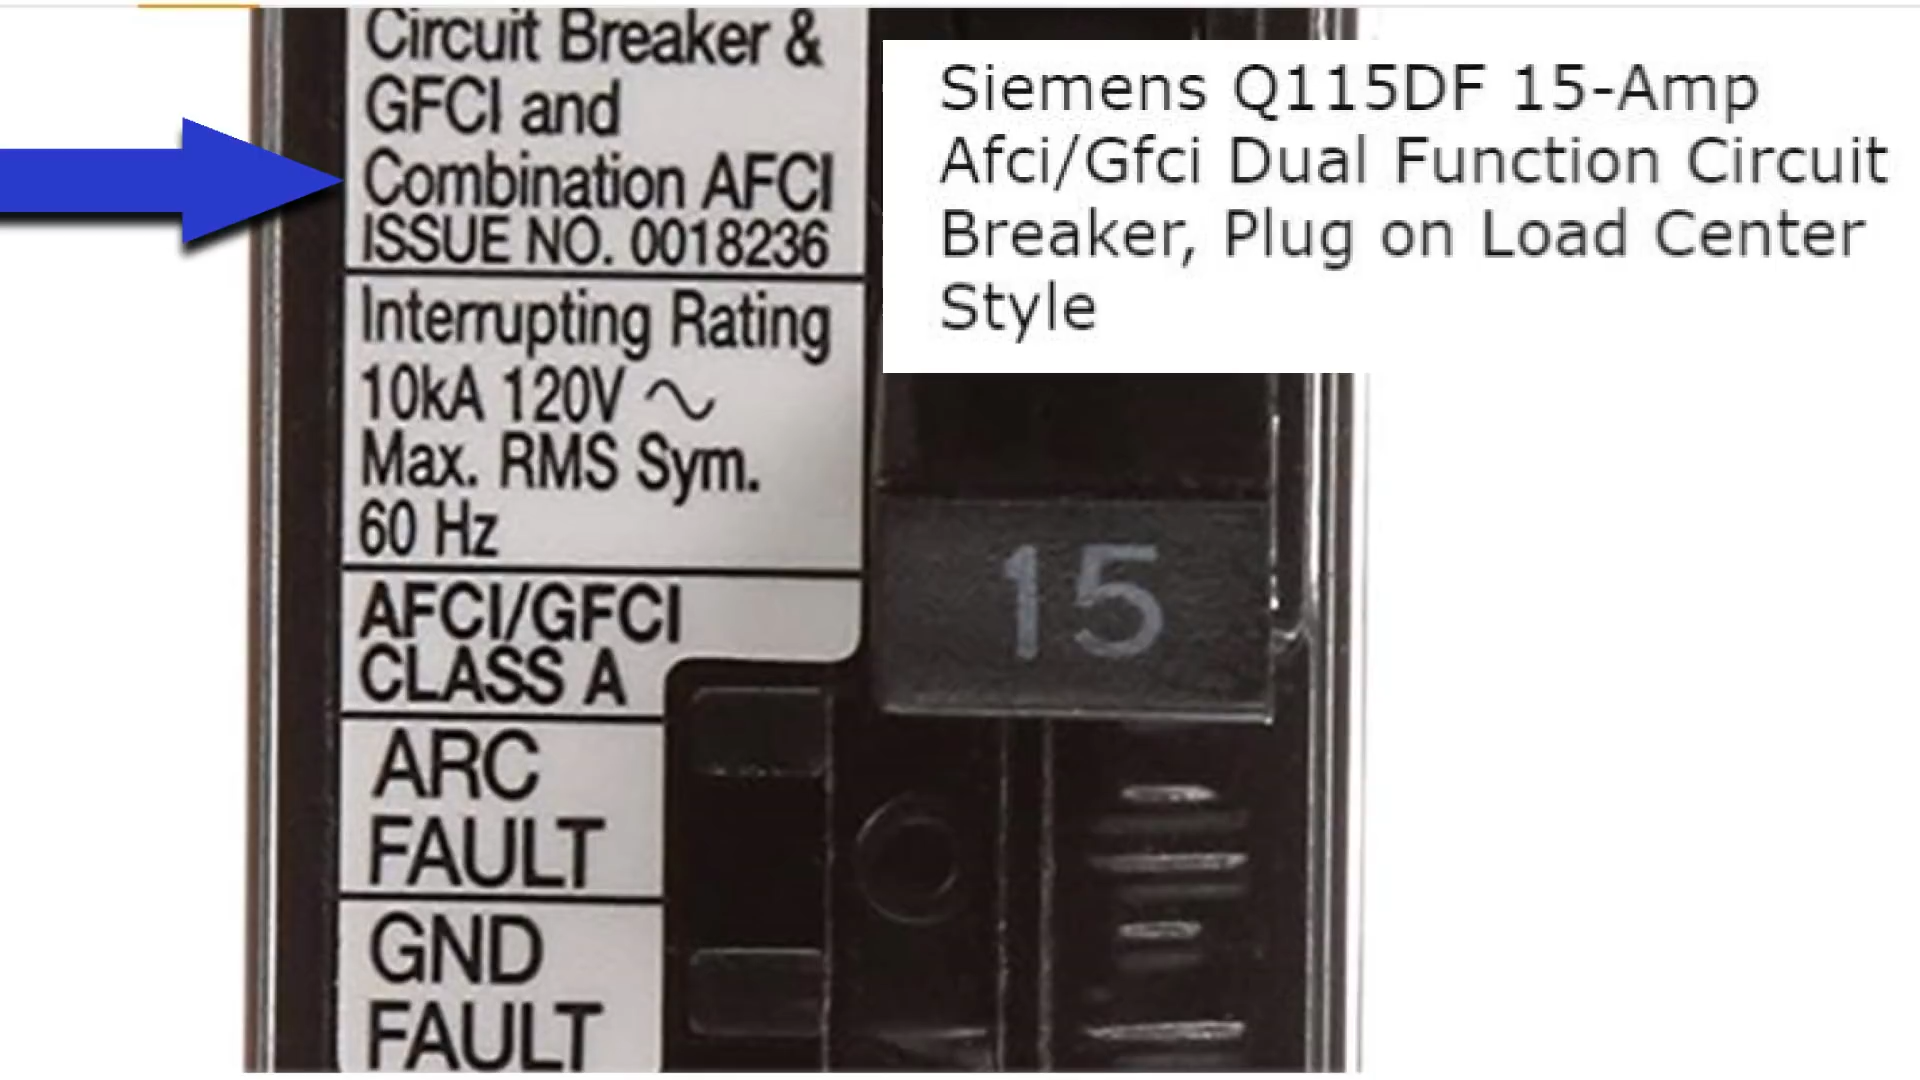 Circuit Breaker &
GFCI and
Combination AFCI
ISSUE NO. 0018236
Interrupting Rating
10kA 120V ~
Max. RMS Sym.
60 Hz
AFCI/GFCI
CLASS A
ARC
FAULT
GND
FAULT
Siemens Q115DF 15-Amp
Afci/Gfci Dual Function Circuit
Breaker, Plug on Load Center
Style
15